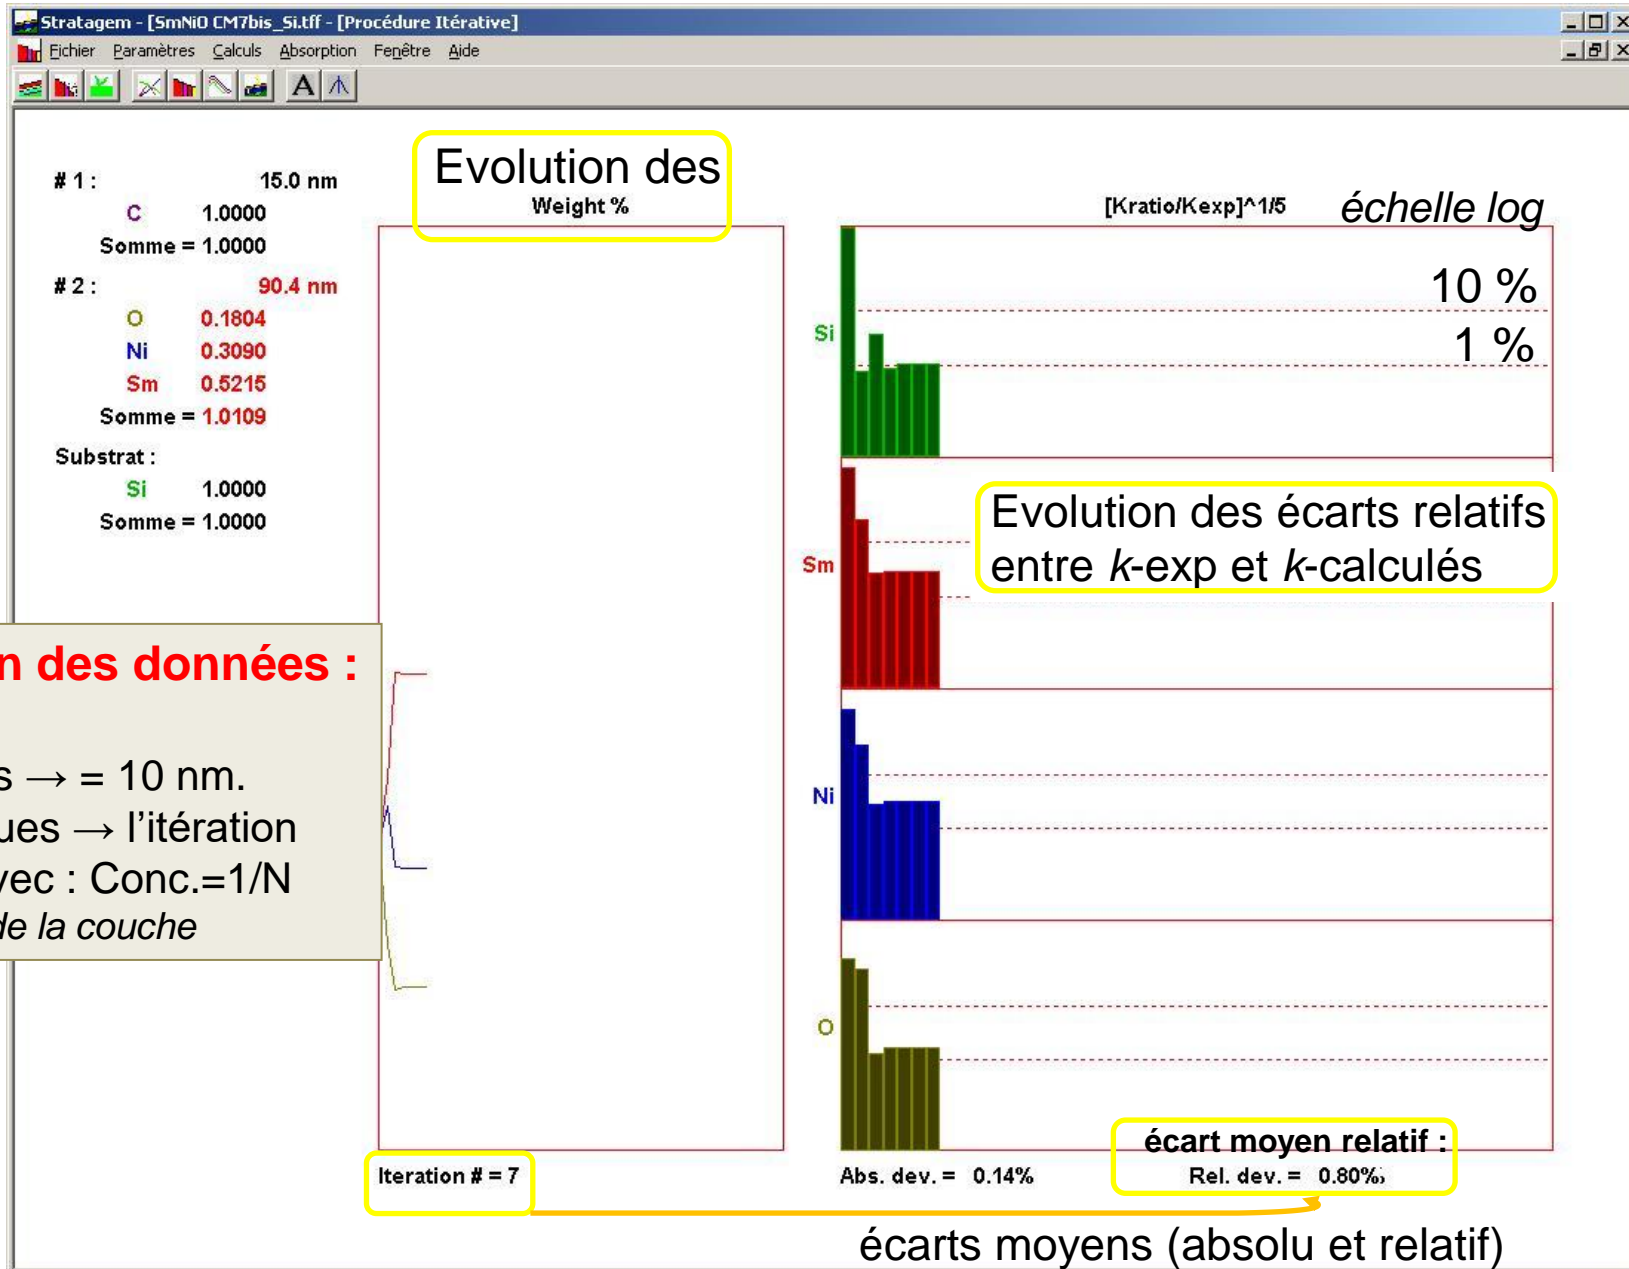 Stratagem - [SmNiO CM7bis_Si.tff - [Procédure Itérative]
Fichier Paramètres Calculs Absorption Fenêtre Aide
A
# 1 : 15.0 nm
C 1.0000
Somme = 1.0000
# 2 : 90.4 nm
O 0.1804
Ni 0.3090
Sm 0.5215
Somme = 1.0109
Substrat :
Si 1.0000
Somme = 1.0000
n des données :
s → = 10 nm.
ues → l’itération
vec : Conc.=1/N
de la couche
Evolution des
Weight %
Iteration # = 7
[Kratio/Kexp]^1/5 échelle log
10 %
1 %
Si
Evolution des écarts relatifs
entre k-exp et k-calculés
Sm
Ni
O
écart moyen relatif :
Abs. dev. = 0.14% Rel. dev. = 0.80%
écarts moyens (absolu et relatif)